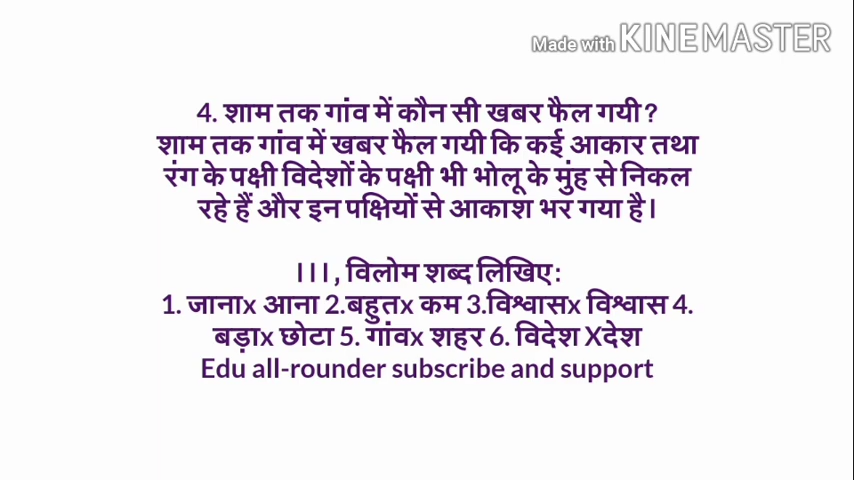 Made with KINEMASTER
4. शाम तक गांव में कौन सी खबर फैल गयी?
शाम तक गांव में खबर फैल गयी कि कई आकार तथा
रंग के पक्षी विदेशों के पक्षी भी भोलू के मुंह से निकल
रहे हैं और इन पक्षियों से आकाश भर गया है।
।।।, विलोम शब्द लिखिए:
1. जानाx आना 2.बहुतx कम 3.विश्वासx विश्वास 4.
बड़ाx छोटा 5. गांवx शहर 6. विदेश Xदेश
Edu all-rounder subscribe and support